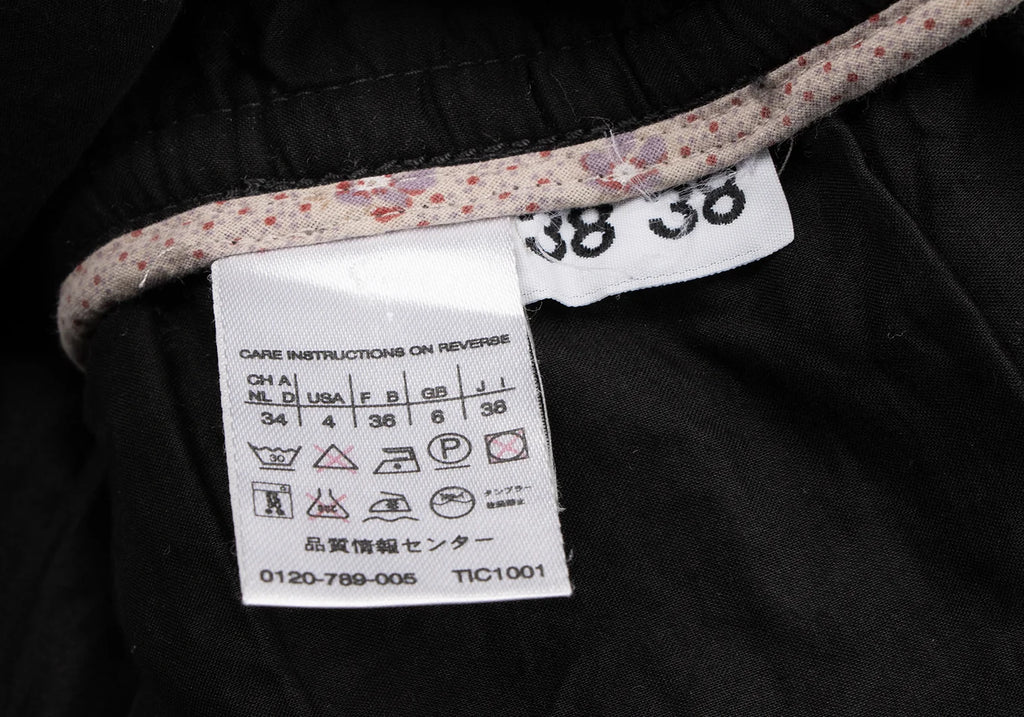 38 38
CARE INSTRUCTIONS ON REVERSE
CH A
NL D USA F B GB J I
34 4 36 6 38
30 P
品質情報センター
0120-789-005 TIC1001